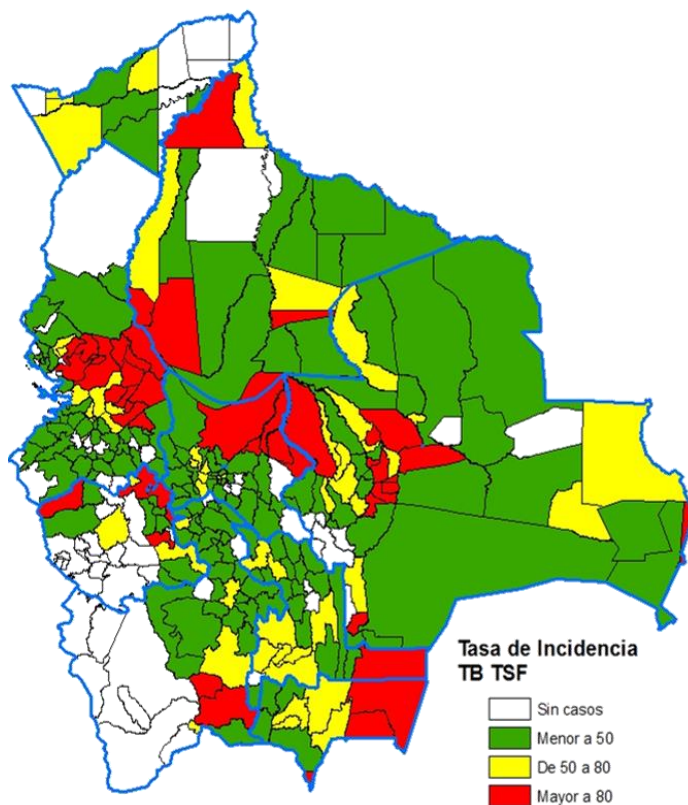 Tasa de Incidencia
TB TSF
Sin casos
Menor a 50
De 50 a 80
Mayor a 80